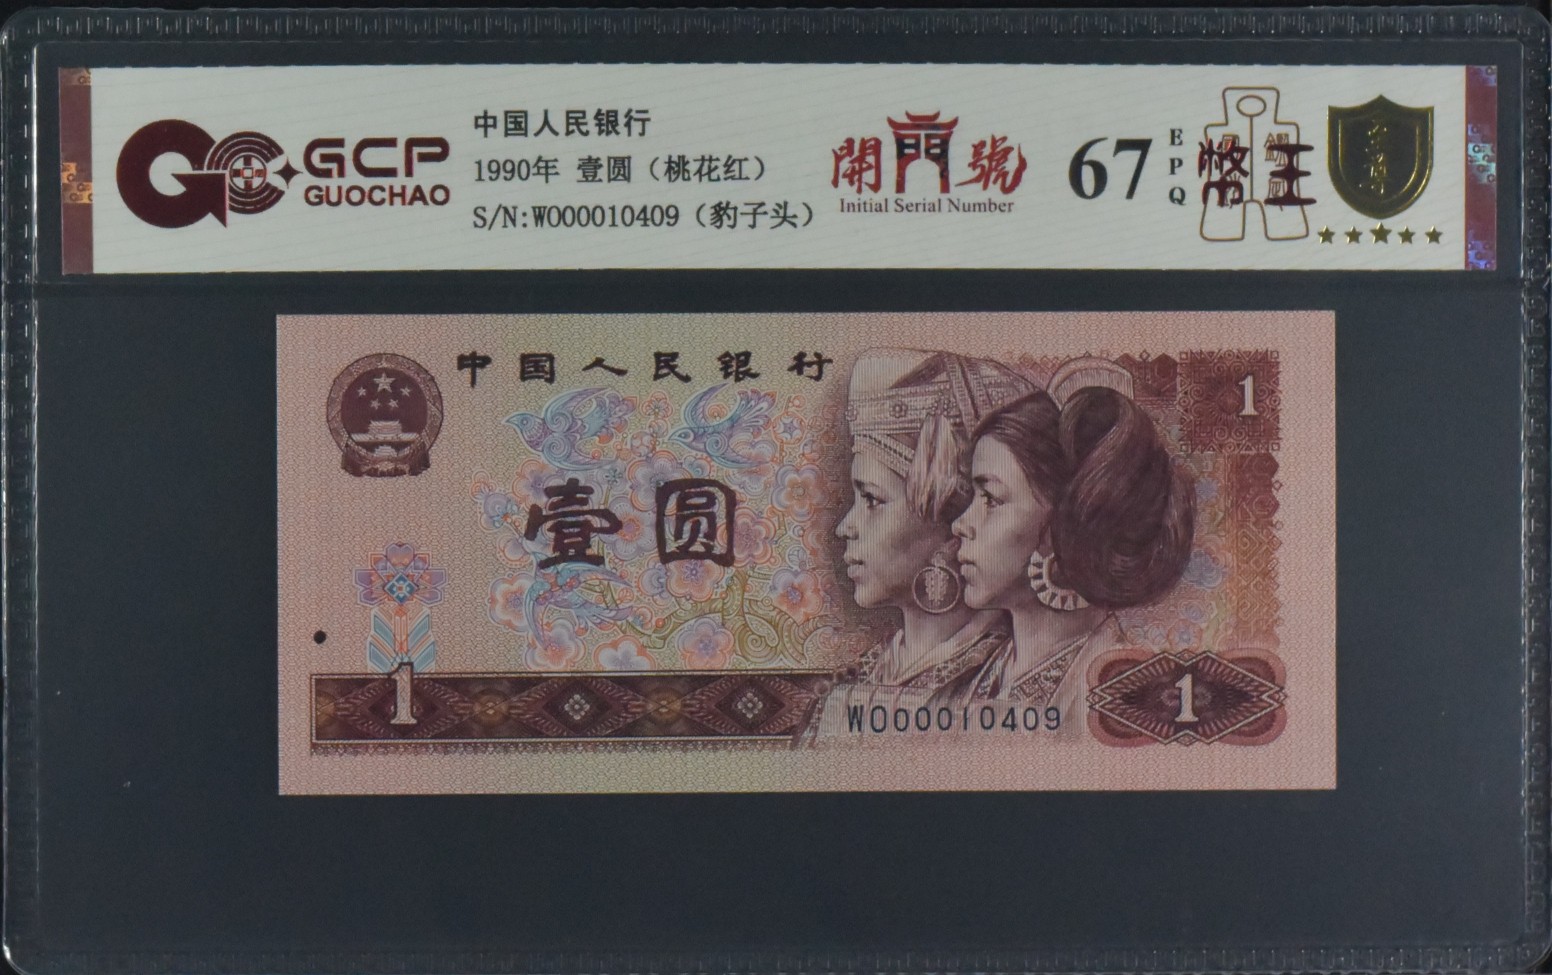 GCP
GUOCHAO
中国人民银行
1990年 壹圆（桃花红）
S/N:W000010409（豹子头）
開門號
Initial Serial Number
67
EPQ
中国人民银行
壹圆
1
1
1
W000010409